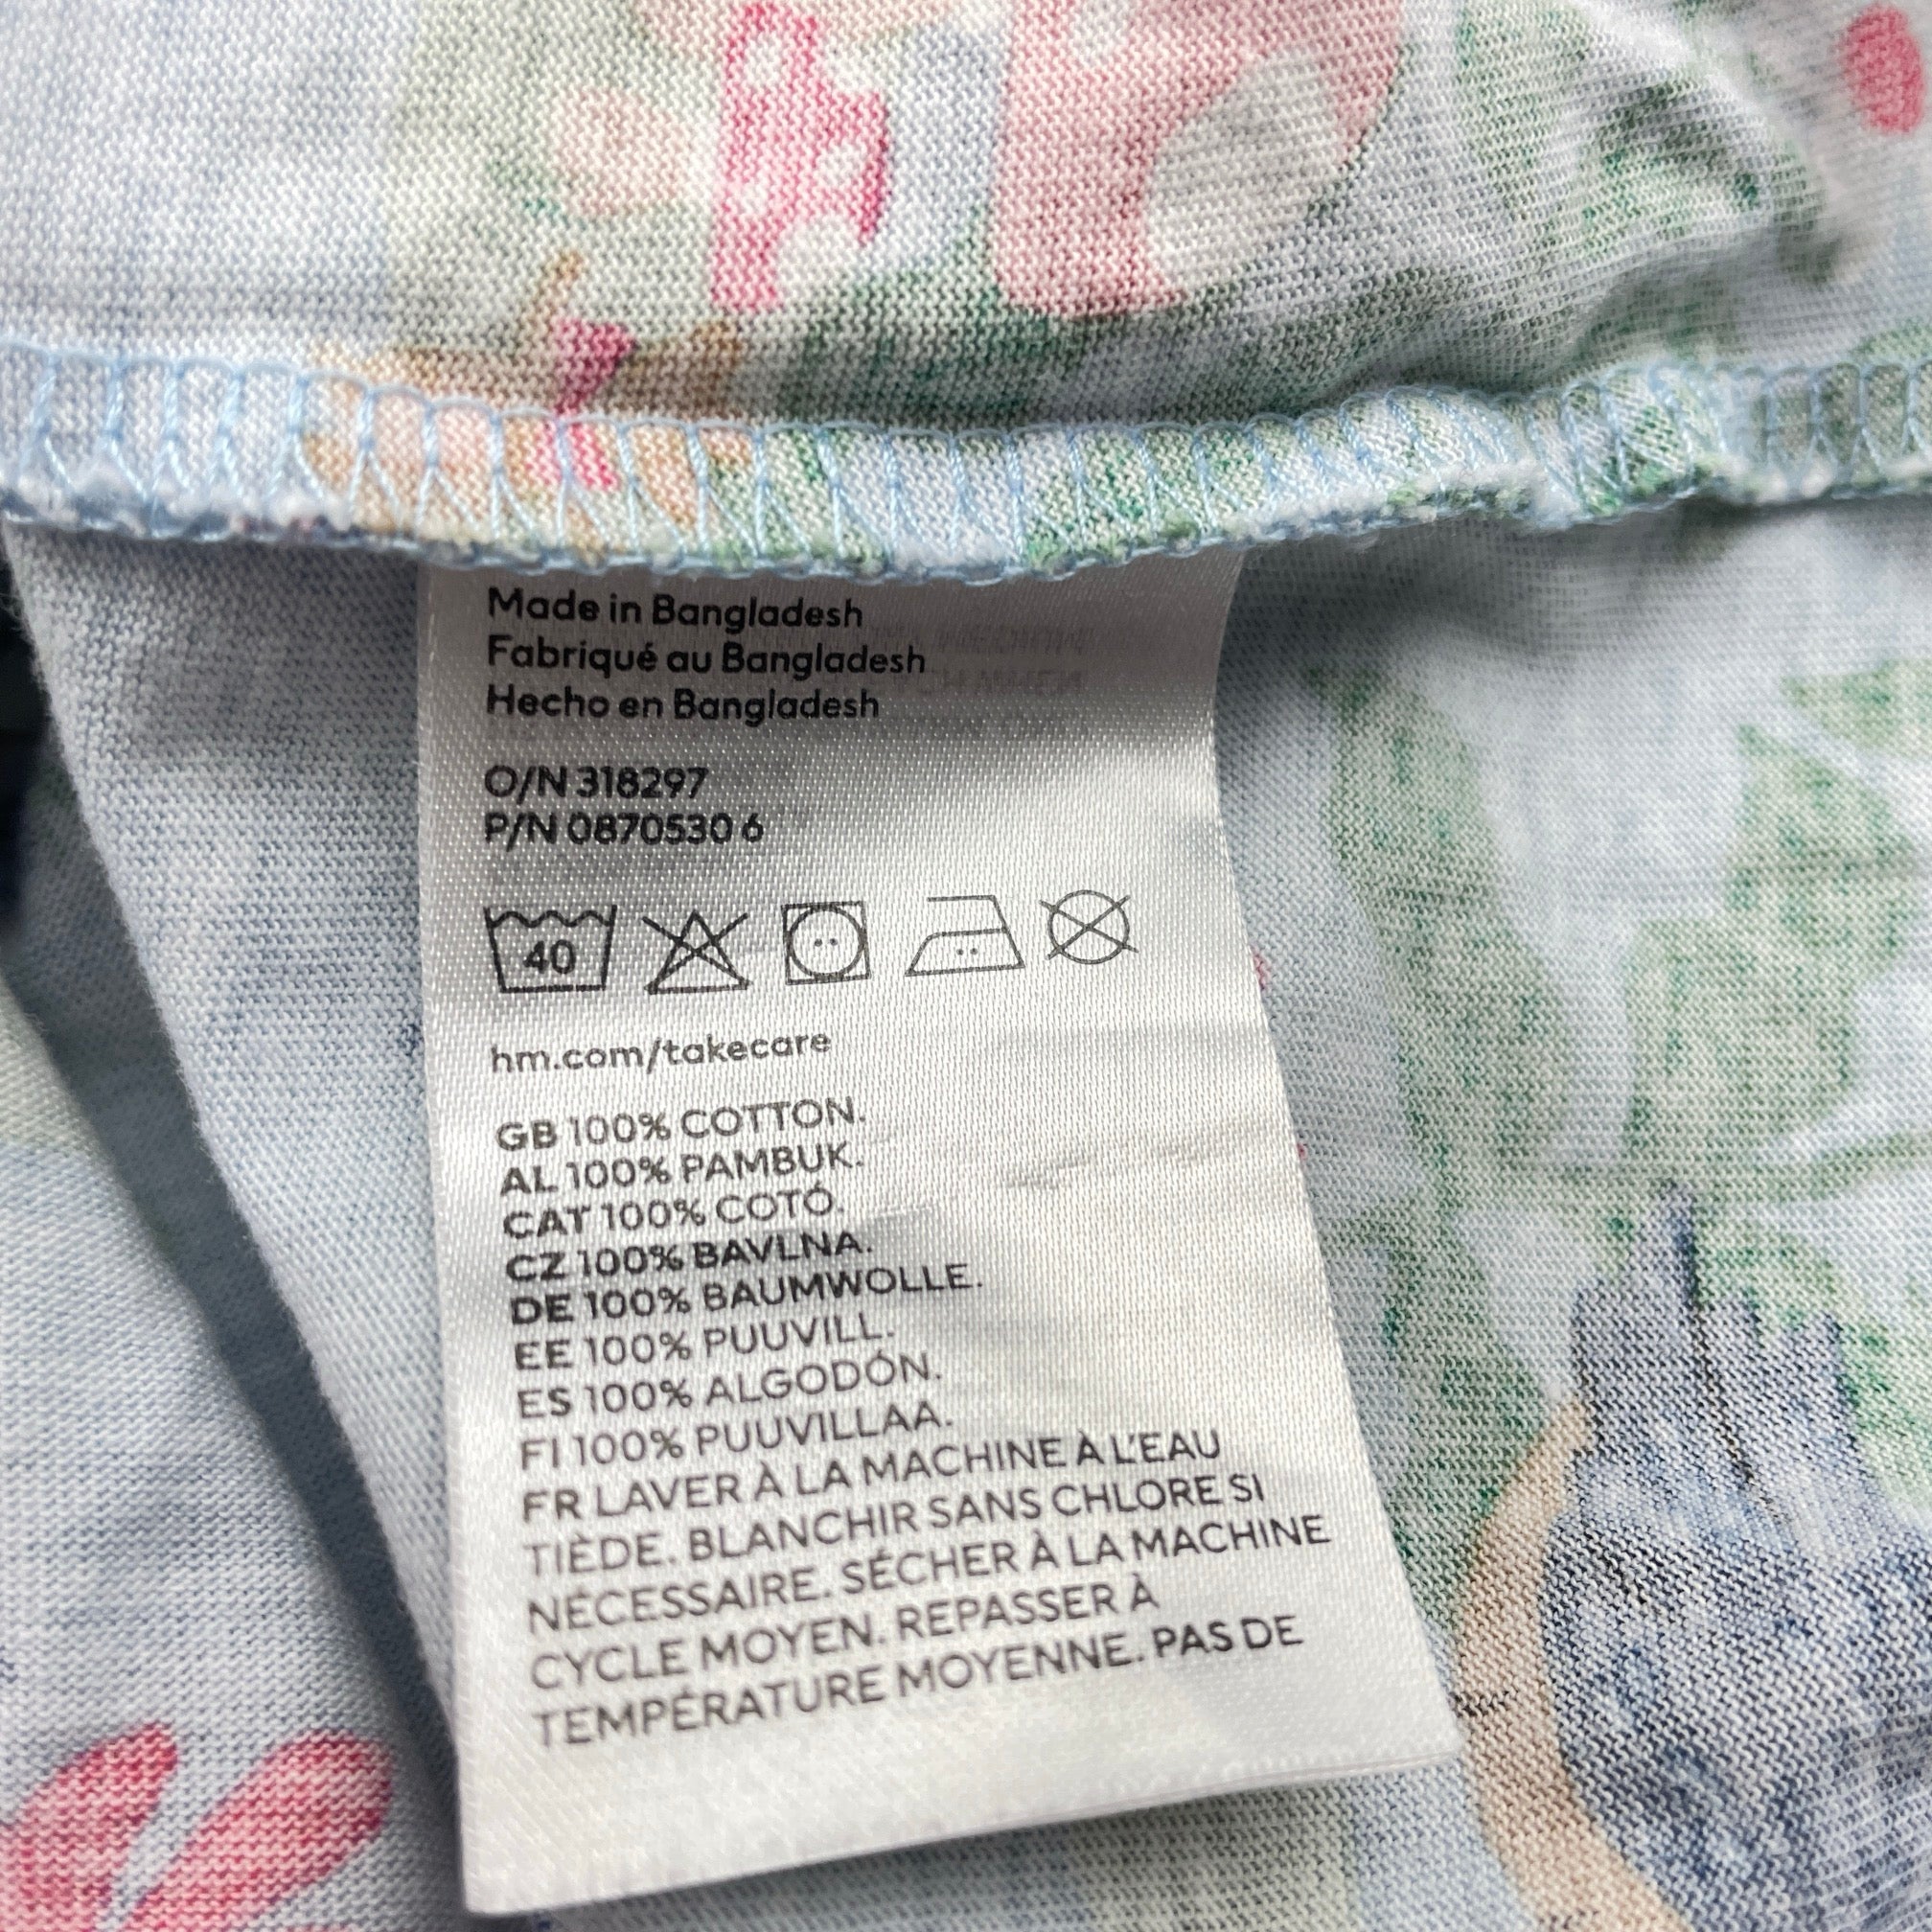 Made in Bangladesh
Fabriqué au Bangladesh
Hecho en Bangladesh
O/N 318297
P/N 0870530 6
40
hm.com/takecare
GB 100% COTTON.
AL 100% PAMBUK.
CAT 100% COTÓ.
CZ 100% BAVLNA.
DE 100% BAUMWOLLE.
EE 100% PUUVILL.
ES 100% ALGODÓN.
FI 100% PUUVILLAA.
FR LAVER À LA MACHINE À L'EAU
TIÈDE. BLANCHIR SANS CHLORE SI
NÉCESSAIRE. SÉCHER À LA MACHINE
CYCLE MOYEN. REPASSER À
TEMPÉRATURE MOYENNE. PAS DE